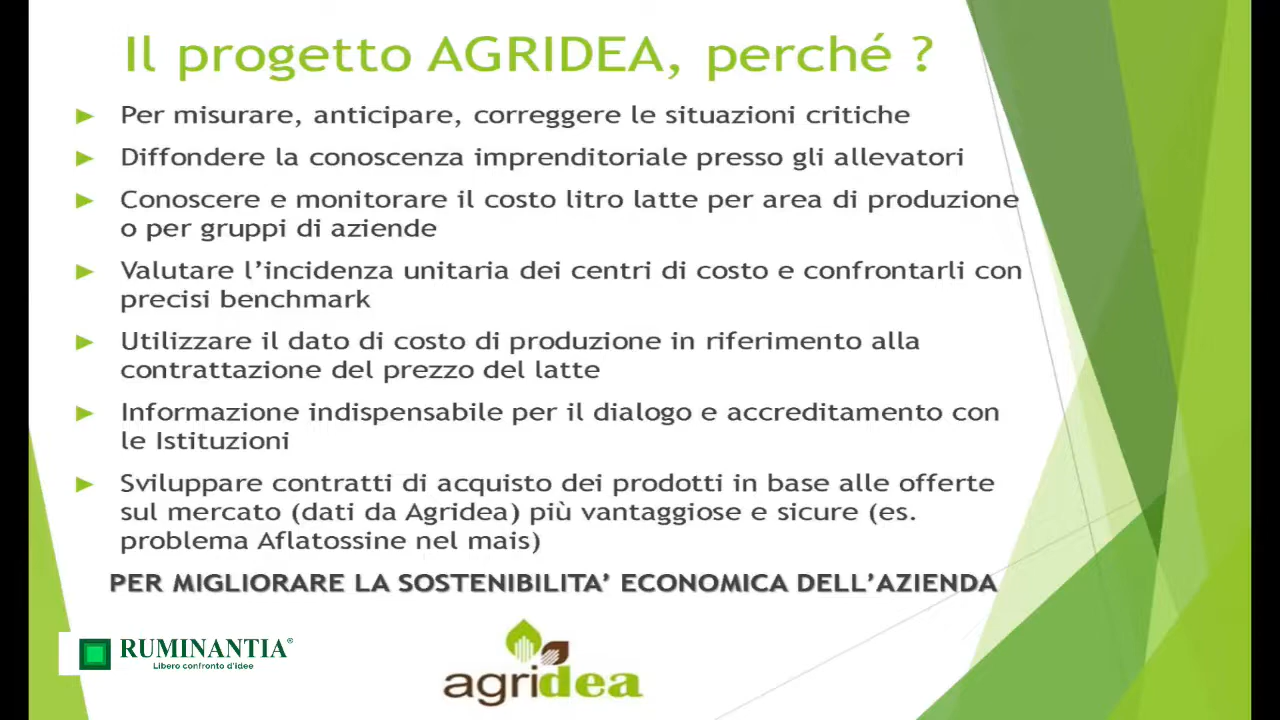 Il progetto AGRIDEA, perché ?
Per misurare, anticipare, correggere le situazioni critiche
Diffondere la conoscenza imprenditoriale presso gli allevatori
Conoscere e monitorare il costo litro latte per area di produzione
o per gruppi di aziende
Valutare l’incidenza unitaria dei centri di costo e confrontarli con
precisi benchmark
Utilizzare il dato di costo di produzione in riferimento alla
contrattazione del prezzo del latte
Informazione indispensabile per il dialogo e accreditamento con
le Istituzioni
Sviluppare contratti di acquisto dei prodotti in base alle offerte
sul mercato (dati da Agridea) più vantaggiose e sicure (es.
problema Aflatossine nel mais)
PER MIGLIORARE LA SOSTENIBILITA’ ECONOMICA DELL’AZIENDA
RUMINANTIA®
Libero confronto d'idee
agridea